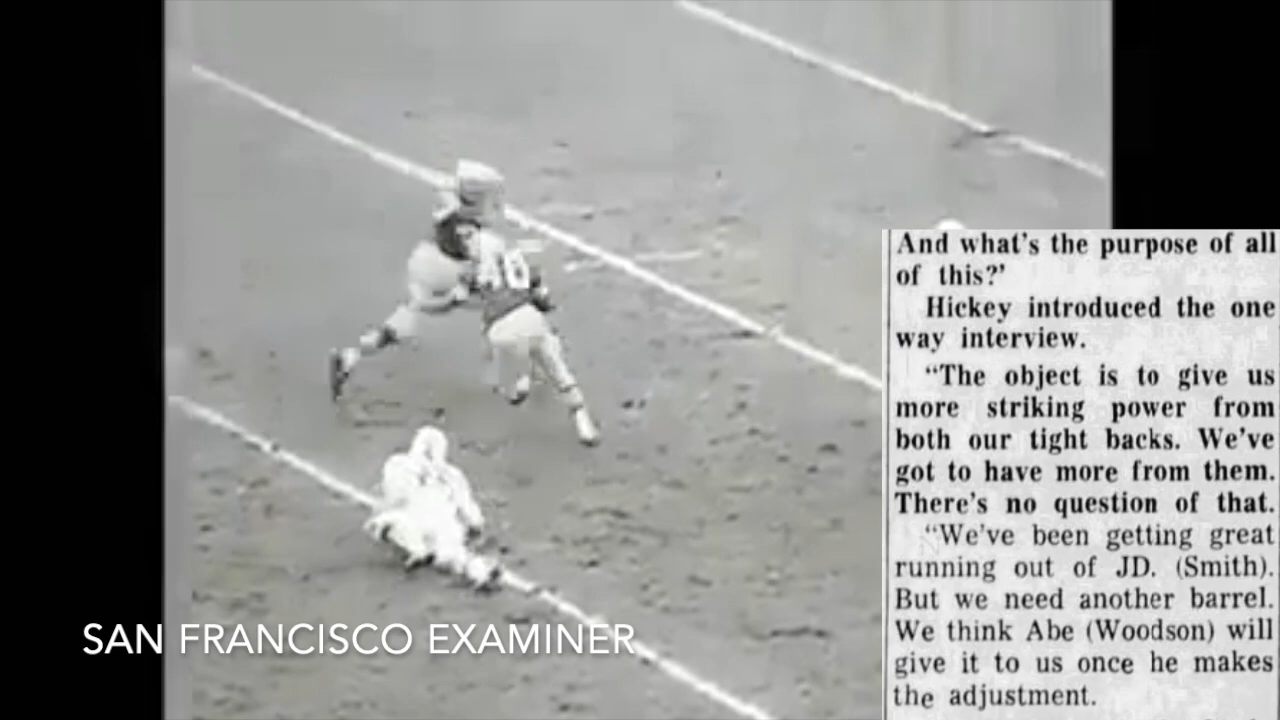 And what's the purpose of all
of this?'
Hickey introduced the one
way interview.
"The object is to give us
more striking power from
both our tight backs. We've
got to have more from them.
There's no question of that.
"We've been getting great
running out of JD. (Smith).
But we need another barrel.
We think Abe (Woodson) will
give it to us once he makes
the adjustment.
SAN FRANCISCO EXAMINER